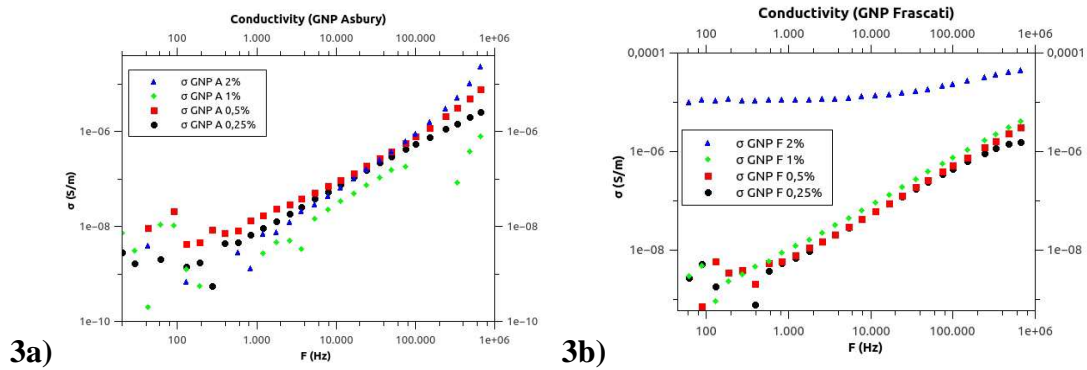 Conductivity (GNP Asbury)
100 1.000 10.000 100.000 1e+06
σ GNP A 2%
σ GNP A 1%
σ GNP A 0,5%
σ GNP A 0,25%
σ (S/m)
1e-06 1e-06
1e-08 1e-08
1e-10 1e-10
100 1.000 10.000 100.000 1e+06
F (Hz)
3a)
Conductivity (GNP Frascati)
100 1.000 10.000 100.000 1e+06
0,0001 0,0001
σ GNP F 2%
σ GNP F 1%
σ GNP F 0,5%
σ GNP F 0,25%
σ (S/m)
1e-06 1e-06
1e-08 1e-08
100 1.000 10.000 100.000 1e+06
F (Hz)
3b)